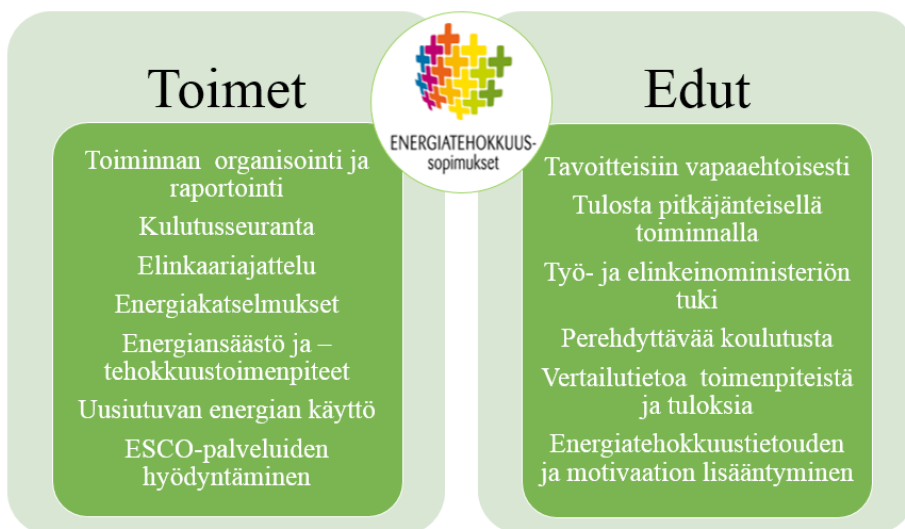 Toimet
Toiminnan organisointi ja
raportointi
Kulutusseuranta
Elinkaariajattelu
Energiakatselmukset
Energiansäästö ja –
tehokkuustoimenpiteet
Uusiutuvan energian käyttö
ESCO-palveluiden
hyödyntäminen
ENERGIATEHOKKUUS-
sopimukset
Edut
Tavoitteisiin vapaaehtoisesti
Tulosta pitkäjänteisellä
toiminnalla
Työ- ja elinkeinoministeriön
tuki
Perehdyttävää koulutusta
Vertailutietoa toimenpiteistä
ja tuloksia
Energiatehokkuustietouden
ja motivaation lisääntyminen